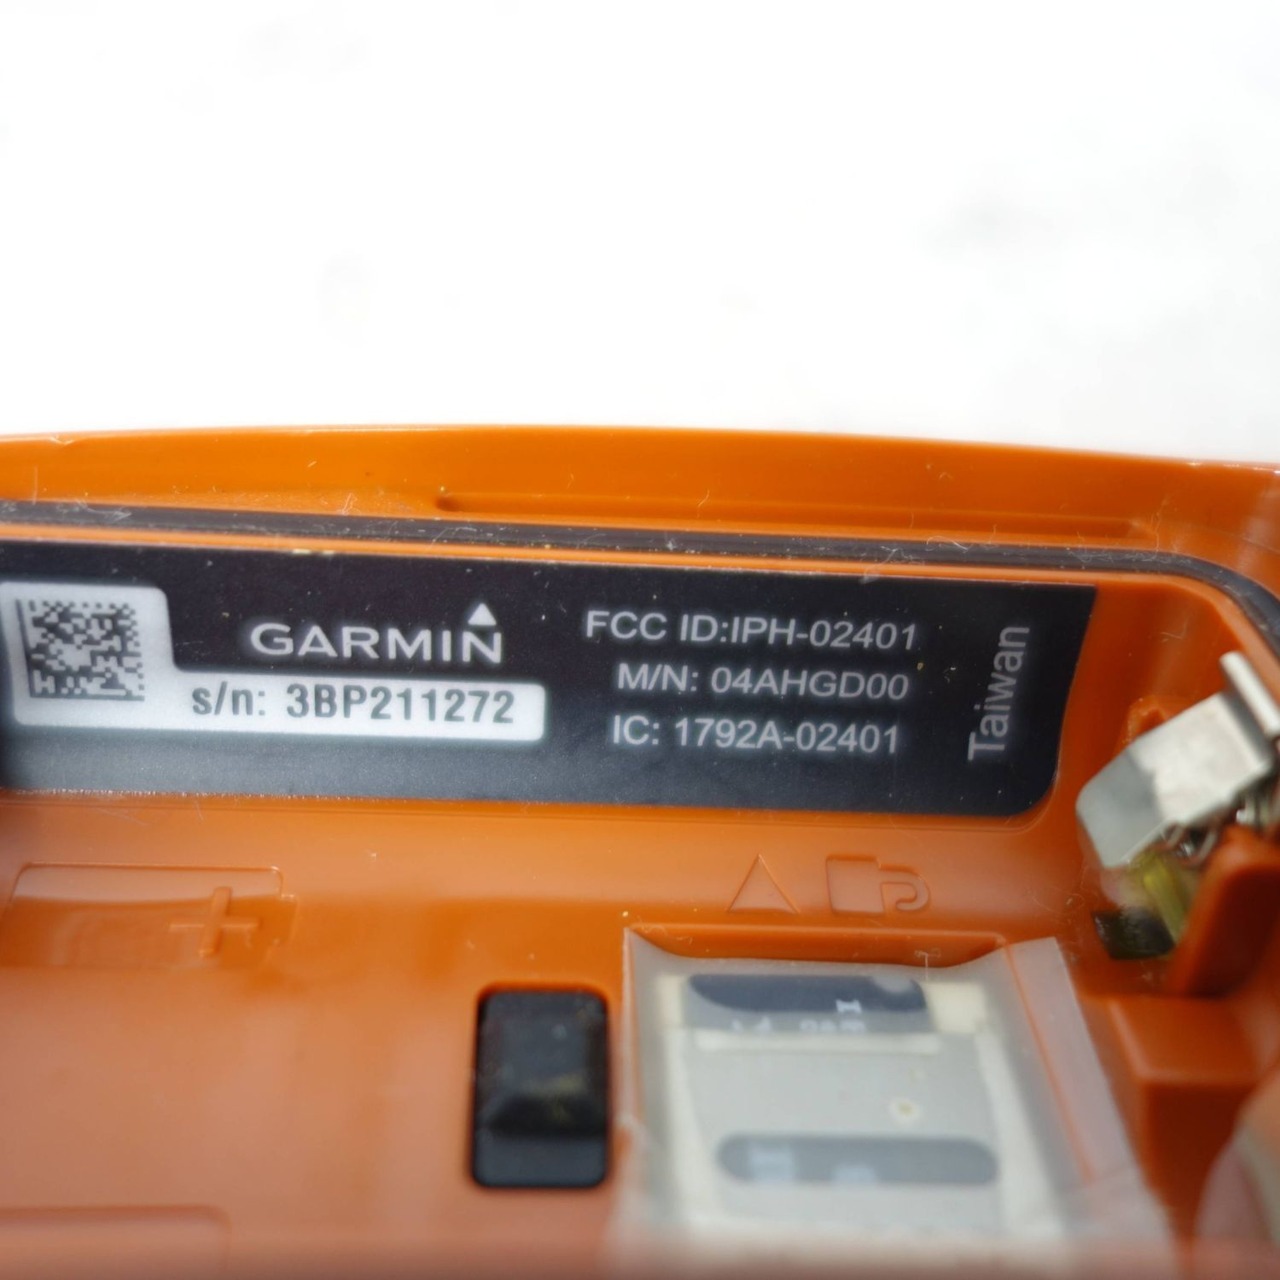 GARMIN
s/n: 3BP211272
FCC ID:IPH-02401
M/N: 04AHGD00
IC: 1792A-02401
Taiwan